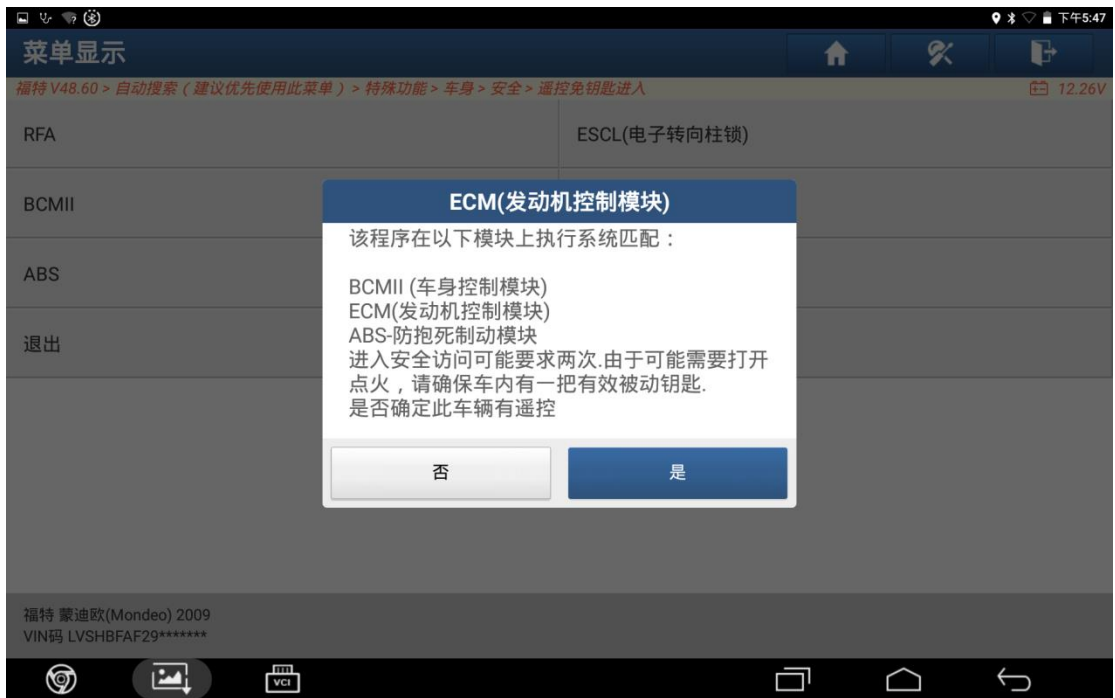 下午5:47
菜单显示
福特 V48.60 > 自动搜索 ( 建议优先使用此菜单 ) > 特殊功能 > 车身 > 安全 > 遥控免钥匙进入
12.26V
RFA
ESCL(电子转向柱锁)
BCMII
ABS
退出
ECM(发动机控制模块)
该程序在以下模块上执行系统匹配：
BCMII (车身控制模块)
ECM(发动机控制模块)
ABS-防抱死制动模块
进入安全访问可能要求两次.由于可能需要打开
点火，请确保车内有一把有效被动钥匙.
是否确定此车辆有遥控
否
是
福特 蒙迪欧(Mondeo) 2009
VIN码 LVSHBFAF29*******
VCI